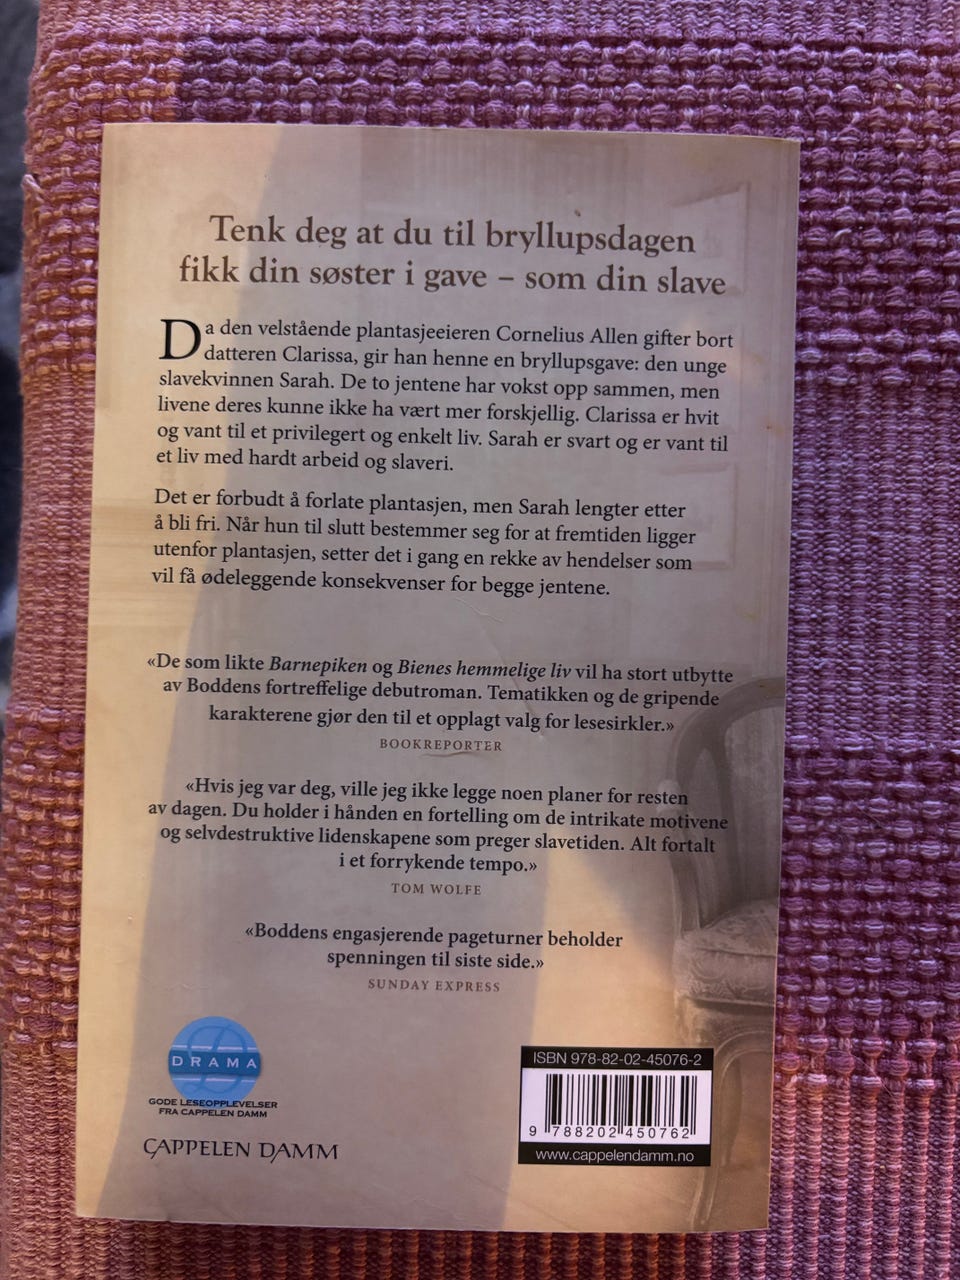 Tenk deg at du til bryllupsdagen
fikk din søster i gave – som din slave
Da den velstående plantasjeeieren Cornelius Allen gifter bort
datteren Clarissa, gir han henne en bryllupsgave: den unge
slavekvinnen Sarah. De to jentene har vokst opp sammen, men
livene deres kunne ikke ha vært mer forskjellig. Clarissa er hvit
og vant til et privilegert og enkelt liv. Sarah er svart og er vant til
et liv med hardt arbeid og slaveri.
Det er forbudt å forlate plantasjen, men Sarah lengter etter
å bli fri. Når hun til slutt bestemmer seg for at fremtiden ligger
utenfor plantasjen, setter det i gang en rekke av hendelser som
vil få ødeleggende konsekvenser for begge jentene.
«De som likte Barnepiken og Bienes hemmelige liv vil ha stort utbytte
av Boddens fortreffelige debutroman. Tematikken og de gripende
karakterene gjør den til et opplagt valg for lesesirkler.»
BOOKREPORTER
«Hvis jeg var deg, ville jeg ikke legge noen planer for resten
av dagen. Du holder i hånden en fortelling om de intrikate motivene
og selvdestruktive lidenskapene som preger slavetiden. Alt fortalt
i et forrykende tempo.»
TOM WOLFE
«Boddens engasjerende pageturner beholder
spenningen til siste side.»
SUNDAY EXPRESS
DRAMA
GODE LESEOPPLEVELSER
FRA CAPPELEN DAMM
CAPPELEN DAMM
ISBN 978-82-02-45076-2
9 788202 450762
www.cappelendamm.no